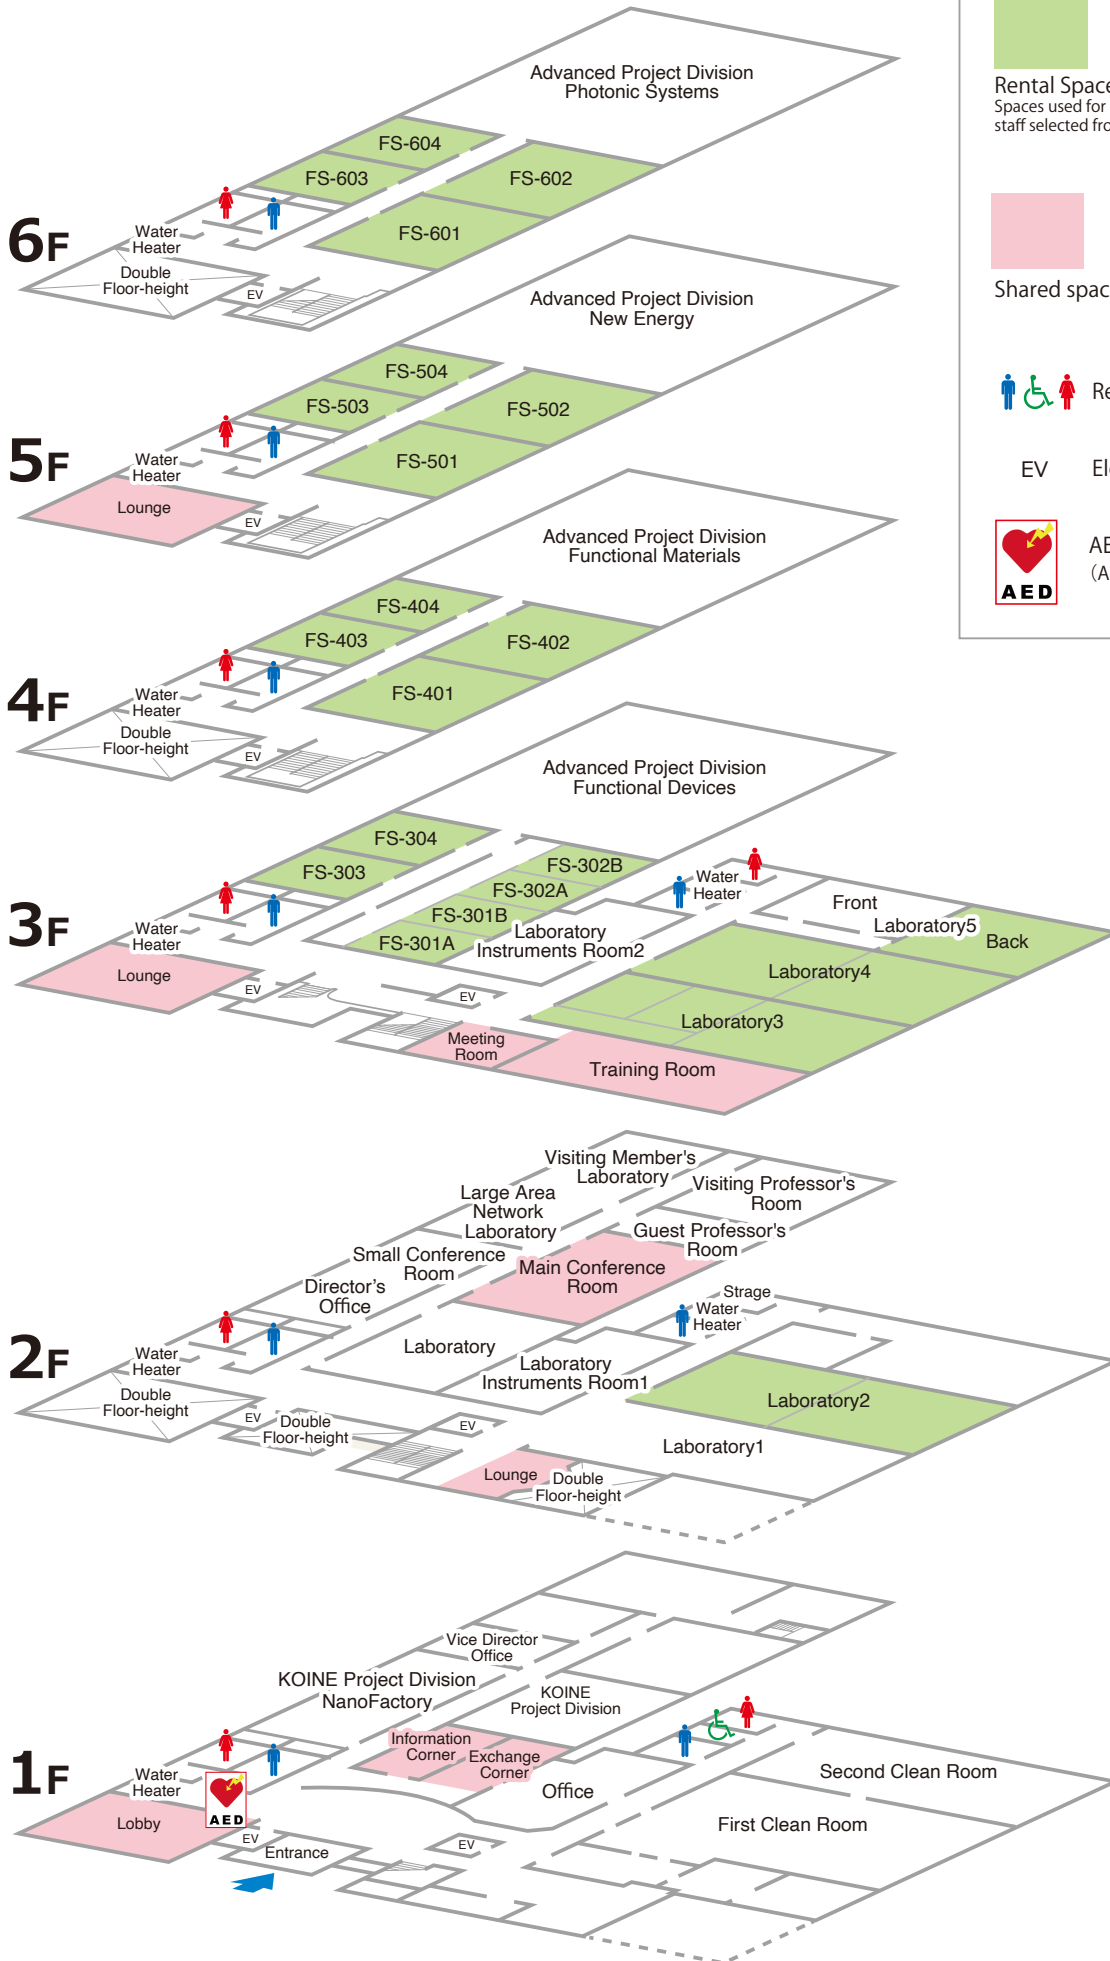 Rental Space
Spaces used for
staff selected fro
Shared spac
Re
EV
El
AE
(A
AED
6F
Advanced Project Division
Photonic Systems
FS-604
FS-603
FS-602
FS-601
Water
Heater
Double
Floor-height
EV
5F
Advanced Project Division
New Energy
FS-504
FS-503
FS-502
FS-501
Water
Heater
Lounge
EV
4F
Advanced Project Division
Functional Materials
FS-404
FS-403
FS-402
FS-401
Water
Heater
Double
Floor-height
EV
3F
Advanced Project Division
Functional Devices
FS-304
FS-303
FS-302B
FS-302A
FS-301B
FS-301A
Water
Heater
Lounge
EV
Laboratory
Instruments Room2
Water
Heater
Front
Laboratory5
Back
Laboratory4
Laboratory3
EV
Meeting
Room
Training Room
2F
Visiting Member's
Laboratory
Large Area
Network
Laboratory
Visiting Professor's
Room
Guest Professor's
Room
Small Conference
Room
Main Conference
Room
Director's
Office
Strage
Water
Heater
Water
Heater
Laboratory
Laboratory
Instruments Room1
Double
Floor-height
EV
Double
Floor-height
EV
Laboratory2
Laboratory1
Lounge
Double
Floor-height
1F
Vice Director
Office
KOINE Project Division
NanoFactory
KOINE
Project Division
Information
Corner
Exchange
Corner
Office
Water
Heater
AED
Lobby
EV
Entrance
EV
Second Clean Room
First Clean Room